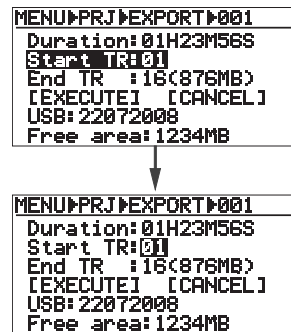 MENU▶PRJ▶EXPORT▶001
Duration:01H23M56S
Start TR:01
End TR :16(876MB)
[EXECUTE] [CANCEL]
USB:22072008
Free area:1234MB
MENU▶PRJ▶EXPORT▶001
Duration:01H23M56S
Start TR:01
End TR :16(876MB)
[EXECUTE] [CANCEL]
USB:22072008
Free area:1234MB